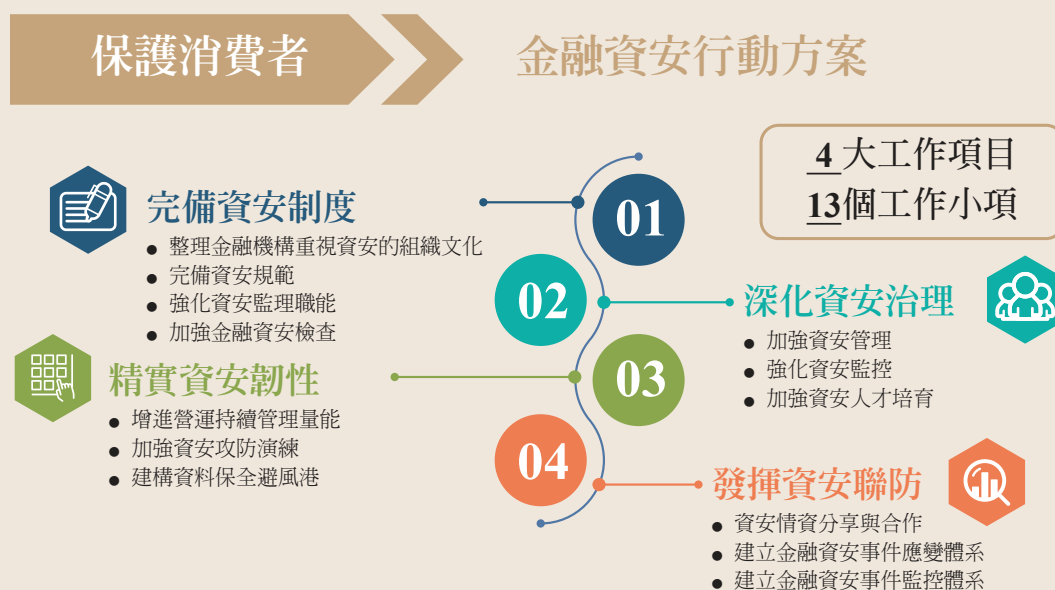 保護消費者
金融資安行動方案
4 大工作項目
13個工作小項
01
完備資安制度
● 整理金融機構重視資安的組織文化
● 完備資安規範
● 強化資安監理職能
● 加強金融資安檢查
02
深化資安治理
● 加強資安管理
● 強化資安監控
● 加強資安人才培育
03
精實資安韌性
● 增進營運持續管理量能
● 加強資安攻防演練
● 建構資料保全避風港
04
發揮資安聯防
● 資安情資分享與合作
● 建立金融資安事件應變體系
● 建立金融資安事件監控體系